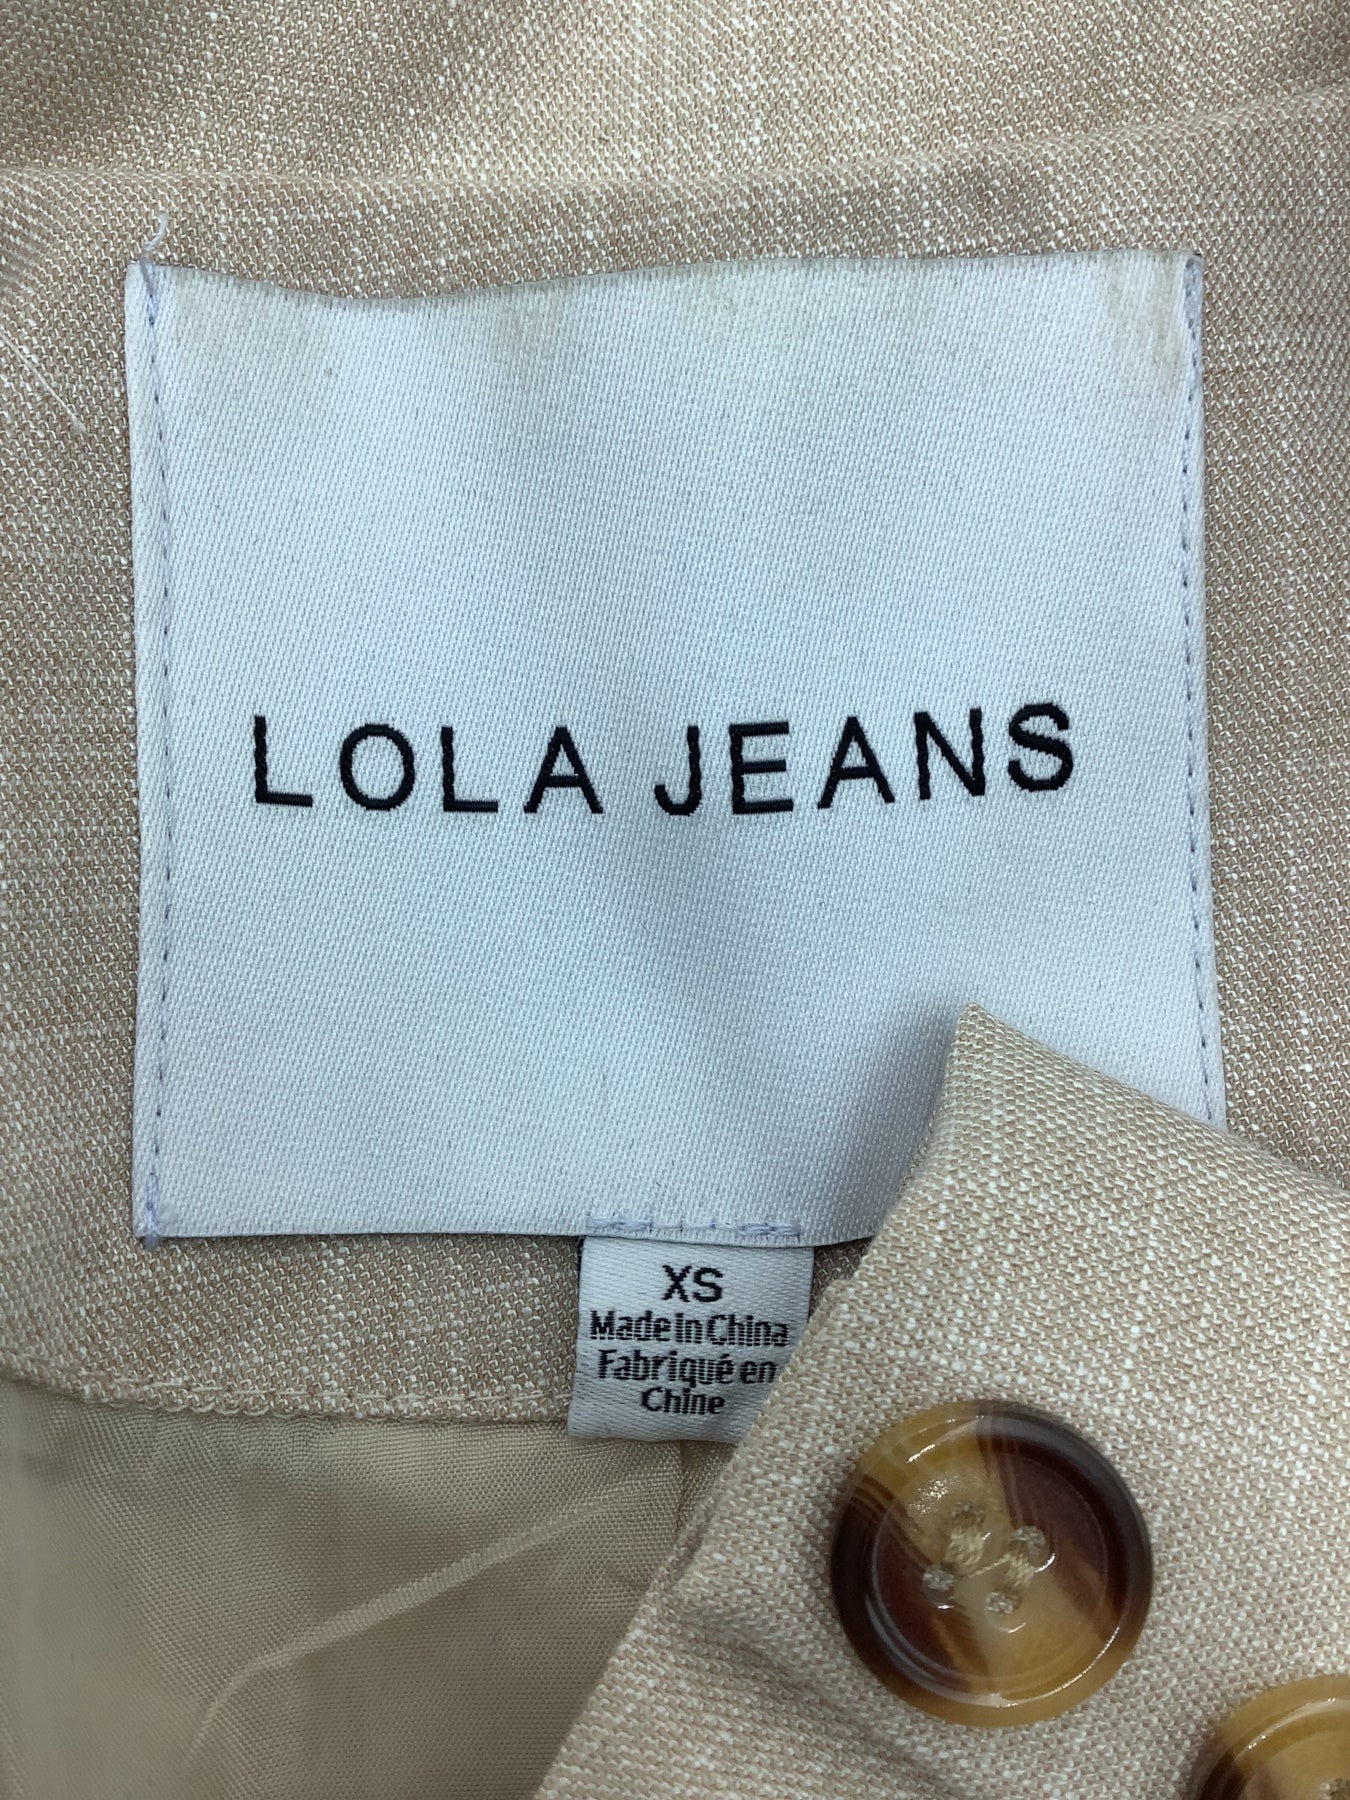 LOLA JEANS
XS
Made in China
Fabriqué en
Chine